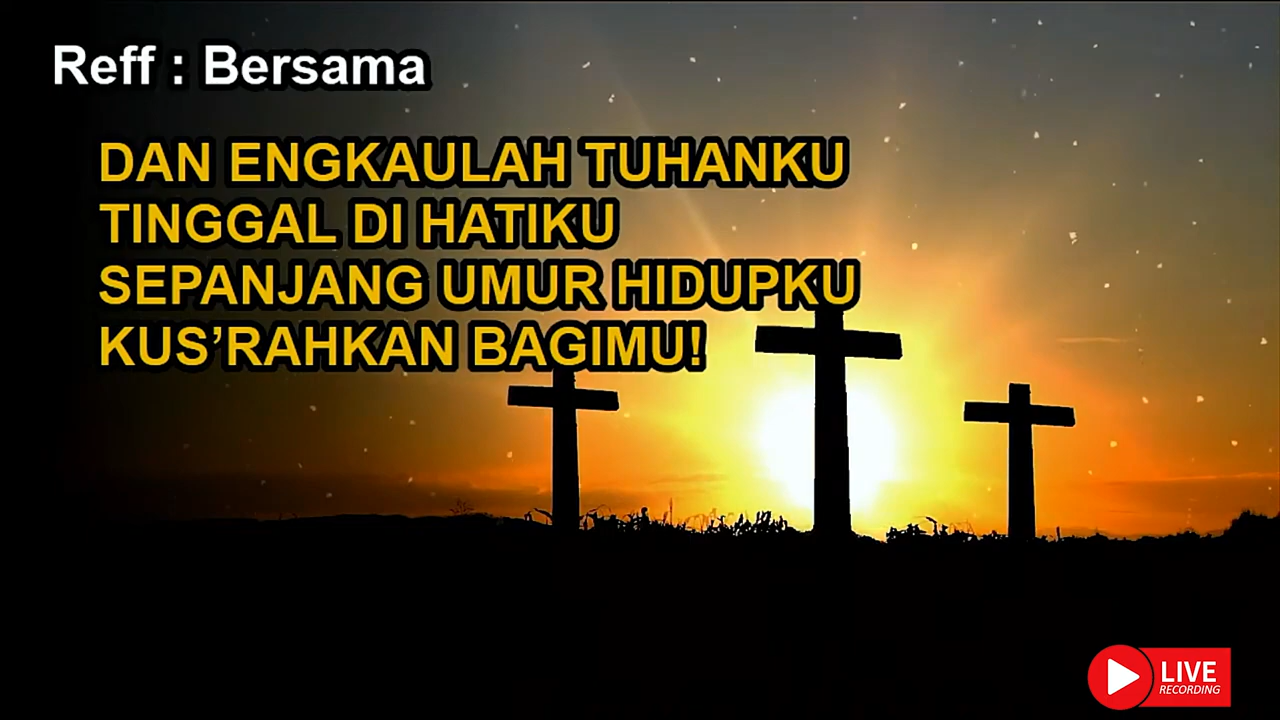 Reff : Bersama
DAN ENGKAULAH TUHANKU
TINGGAL DI HATIKU
SEPANJANG UMUR HIDUPKU
KUS’RAHKAN BAGIMU!
LIVE
RECORDING